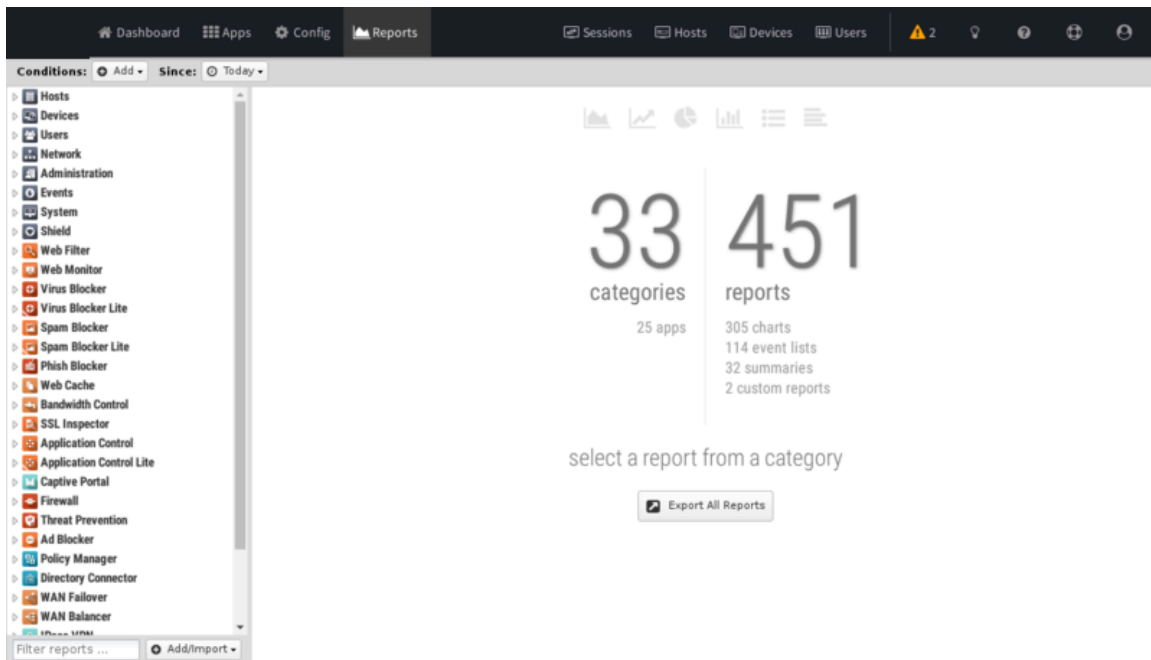 Dashboard Apps Config Reports Sessions Hosts Devices Users 2
Conditions: Add Since: Today
Hosts
Devices
Users
Network
Administration
Events
System
Shield
Web Filter
Web Monitor
Virus Blocker
Virus Blocker Lite
Spam Blocker
Spam Blocker Lite
Phish Blocker
Web Cache
Bandwidth Control
SSL Inspector
Application Control
Application Control Lite
Captive Portal
Firewall
Threat Prevention
Ad Blocker
Policy Manager
Directory Connector
WAN Failover
WAN Balancer
IPsec VPN
Filter reports ... Add/Import
33 451
categories reports
25 apps 305 charts
114 event lists
32 summaries
2 custom reports
select a report from a category
Export All Reports